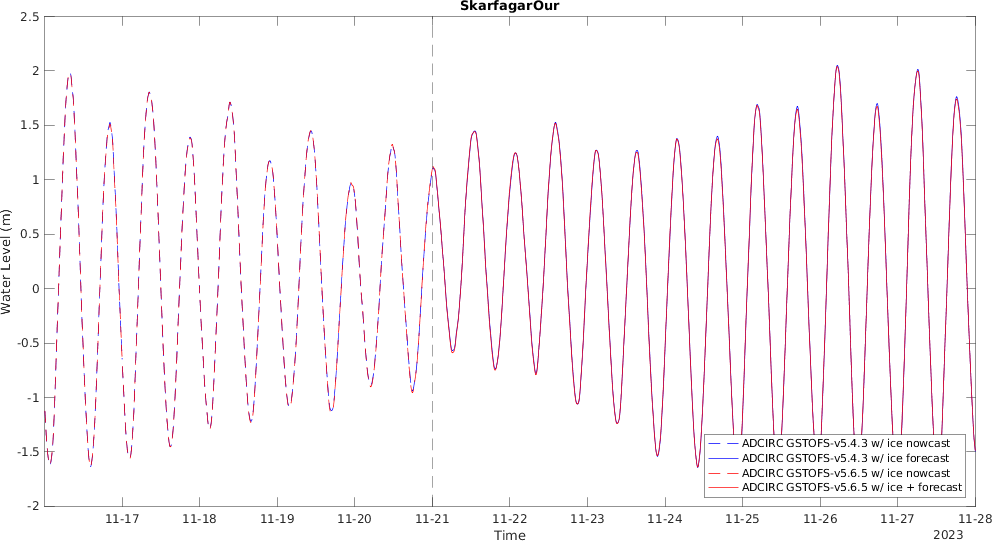 SkarfagarOur
2.5
2
1.5
1
0.5
0
-0.5
-1
-1.5
-2
Water Level (m)
11-17 11-18 11-19 11-20 11-21 11-22 11-23 11-24 11-25 11-26 11-27 11-28
Time
2023
ADCIRC GSTOFS-v5.4.3 w/ ice nowcast
ADCIRC GSTOFS-v5.4.3 w/ ice forecast
ADCIRC GSTOFS-v5.6.5 w/ ice nowcast
ADCIRC GSTOFS-v5.6.5 w/ ice + forecast